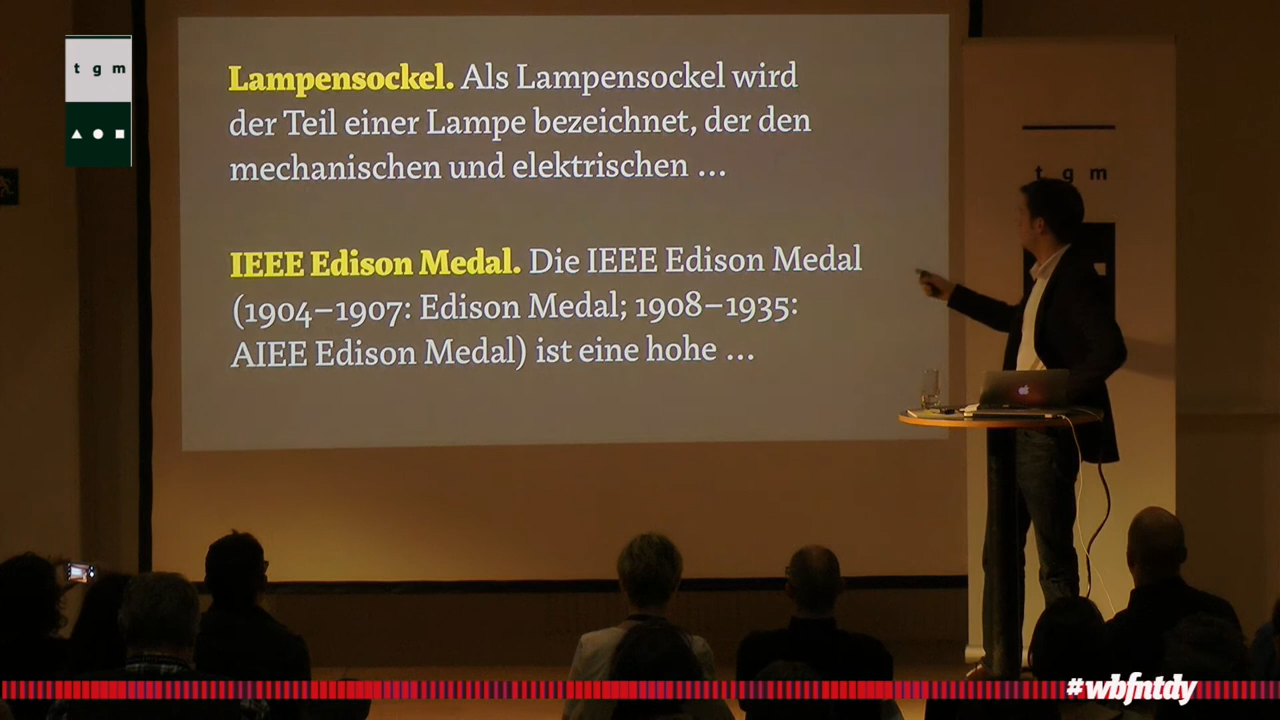 t g m
Lampensockel. Als Lampensockel wird
der Teil einer Lampe bezeichnet, der den
mechanischen und elektrischen ...
IEEE Edison Medal. Die IEEE Edison Medal
(1904–1907: Edison Medal; 1908–1935:
AIEE Edison Medal) ist eine hohe ...
t g m
#wbfntdy